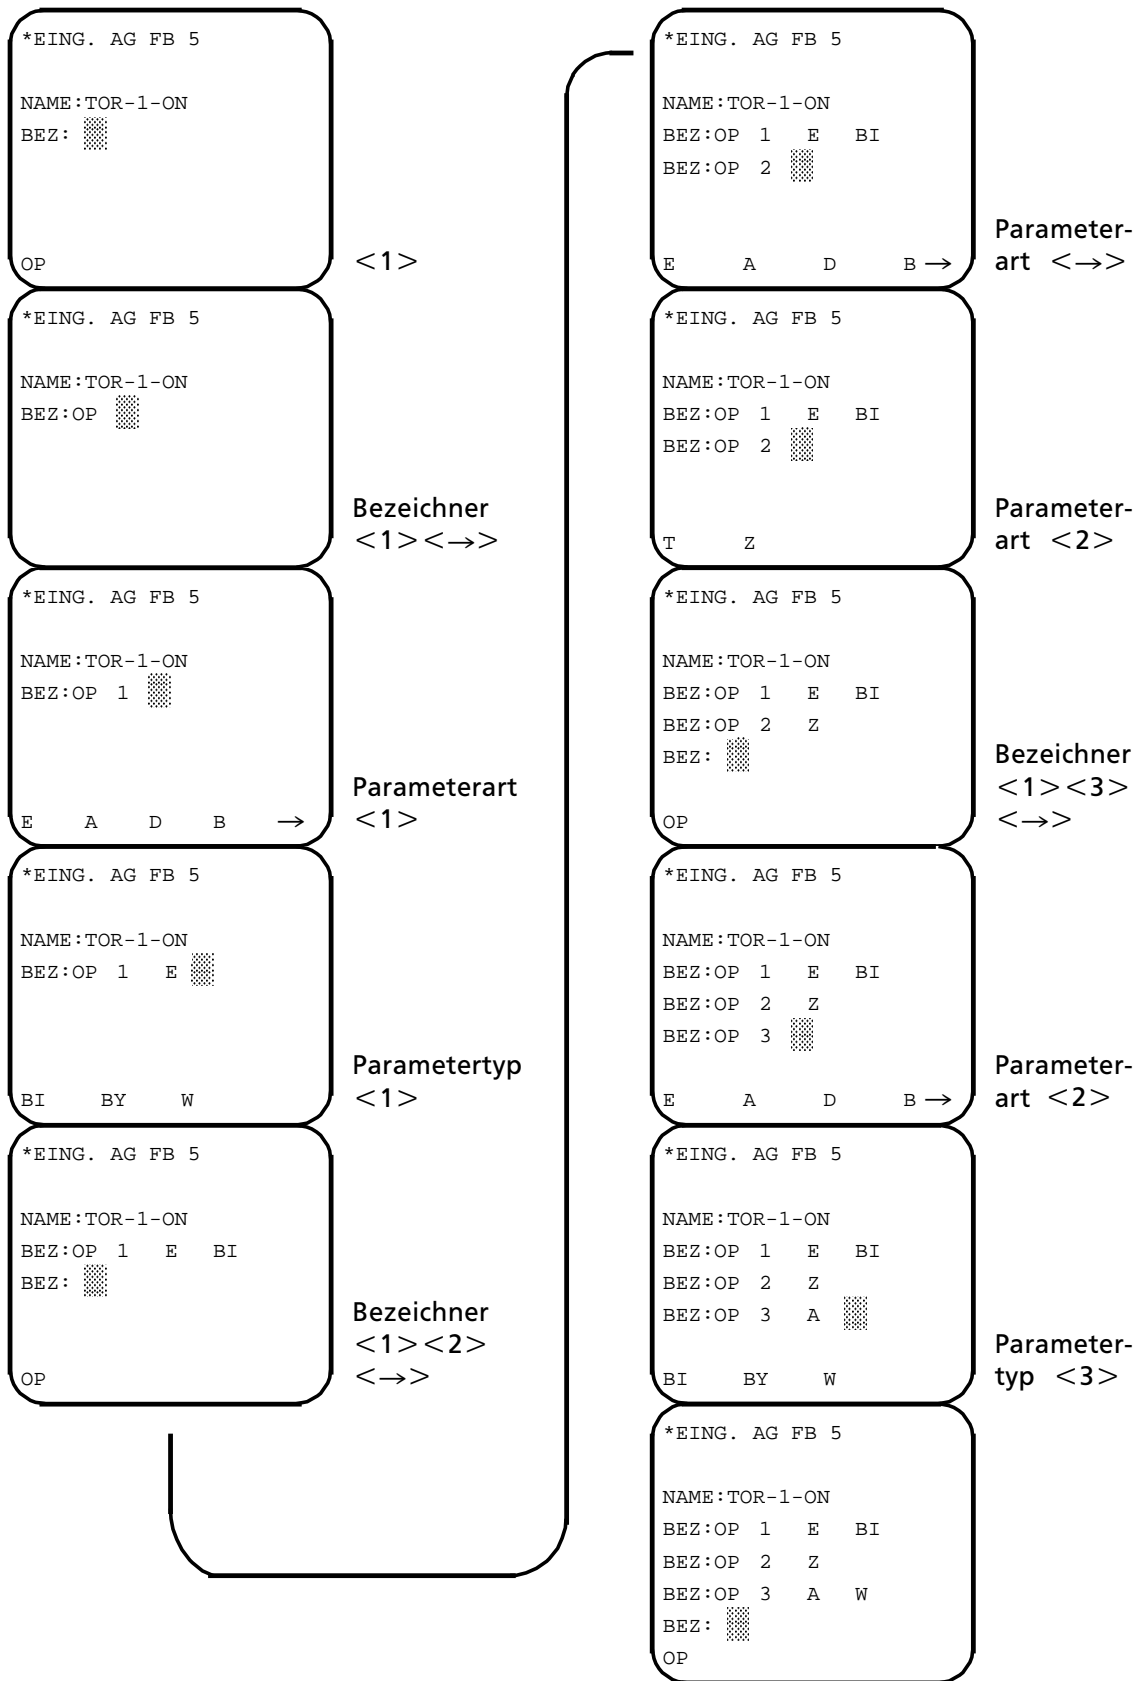 *EING. AG FB 5
NAME:TOR-1-ON
BEZ:
OP
<1>
*EING. AG FB 5
NAME:TOR-1-ON
BEZ:OP
Bezeichner
<1><→>
*EING. AG FB 5
NAME:TOR-1-ON
BEZ:OP 1
E A D B →
Parameterart
<1>
*EING. AG FB 5
NAME:TOR-1-ON
BEZ:OP 1 E
BI BY W
Parametertyp
<1>
*EING. AG FB 5
NAME:TOR-1-ON
BEZ:OP 1 E BI
BEZ:
OP
Bezeichner
<1><2>
<→>
*EING. AG FB 5
NAME:TOR-1-ON
BEZ:OP 1 E BI
BEZ:OP 2
E A D B →
Parameter-
art <→>
*EING. AG FB 5
NAME:TOR-1-ON
BEZ:OP 1 E BI
BEZ:OP 2
T Z
Parameter-
art <2>
*EING. AG FB 5
NAME:TOR-1-ON
BEZ:OP 1 E BI
BEZ:OP 2 Z
BEZ:
OP
Bezeichner
<1><3>
<→>
*EING. AG FB 5
NAME:TOR-1-ON
BEZ:OP 1 E BI
BEZ:OP 2 Z
BEZ:OP 3
E A D B →
Parameter-
art <2>
*EING. AG FB 5
NAME:TOR-1-ON
BEZ:OP 1 E BI
BEZ:OP 2 Z
BEZ:OP 3 A
BI BY W
Parameter-
typ <3>
*EING. AG FB 5
NAME:TOR-1-ON
BEZ:OP 1 E BI
BEZ:OP 2 Z
BEZ:OP 3 A W
BEZ:
OP